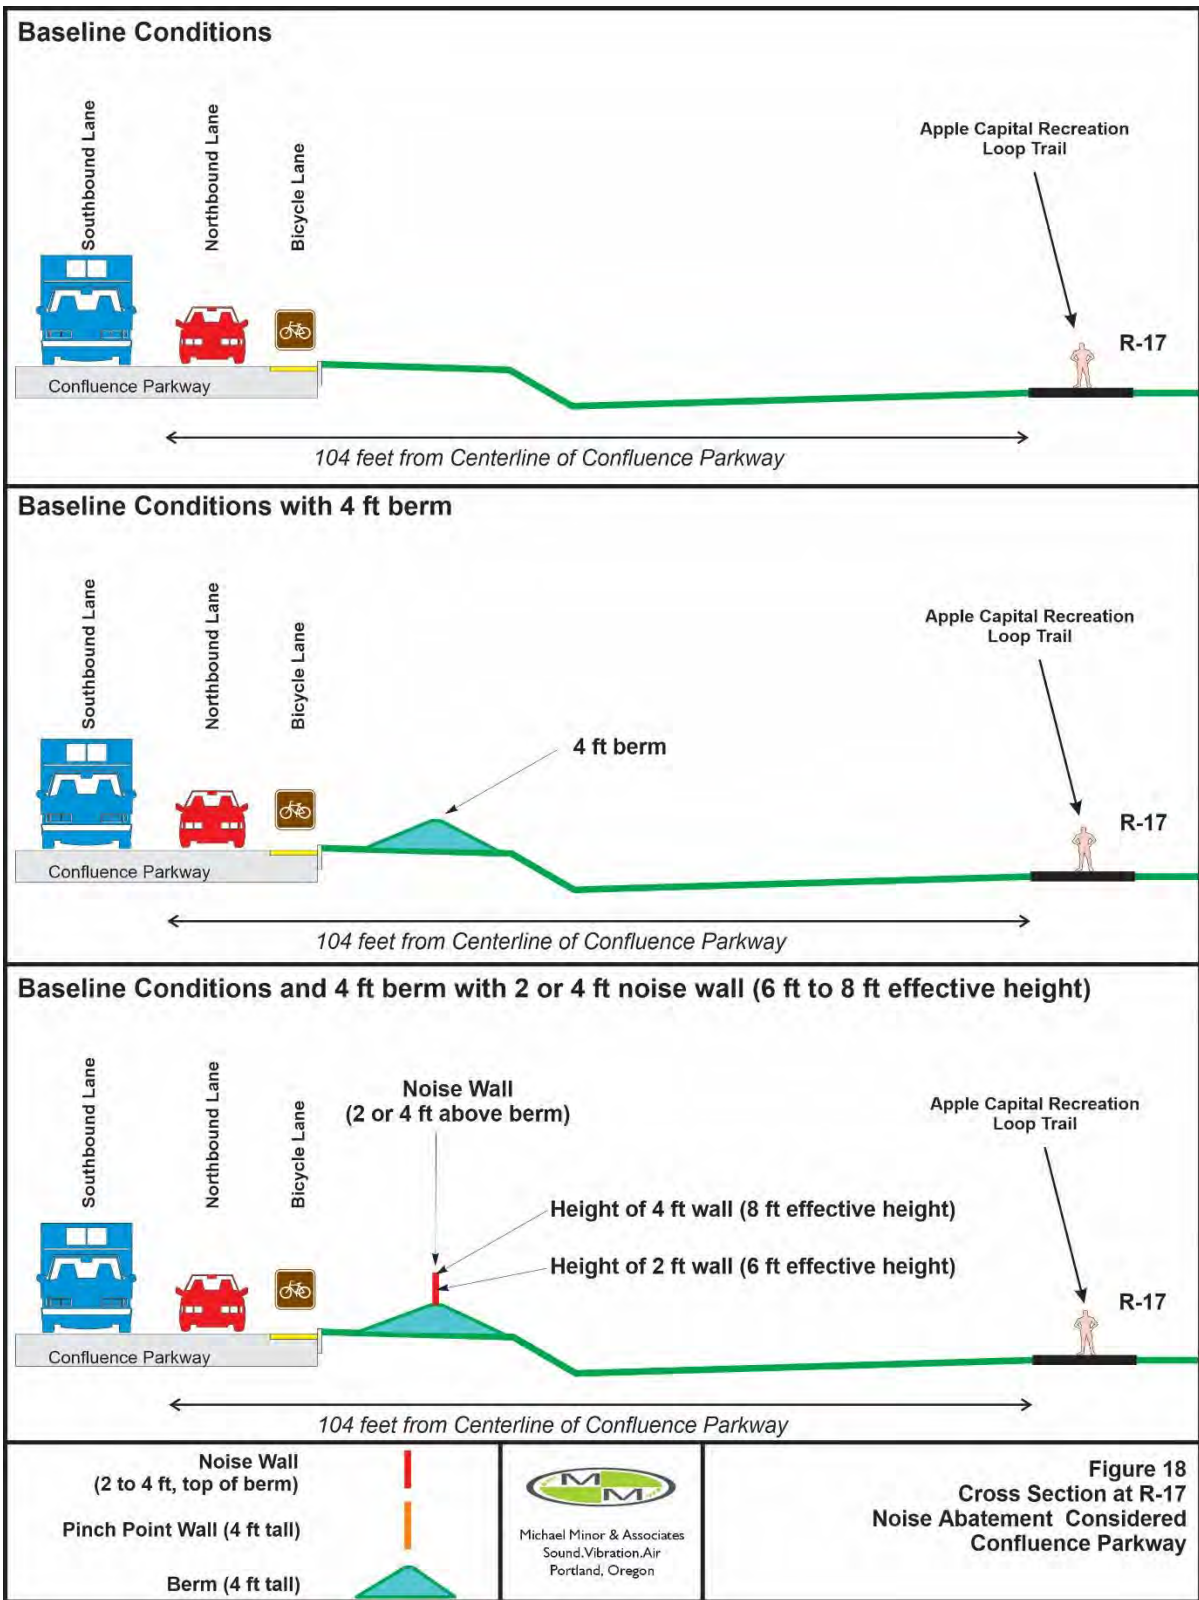 Baseline Conditions
Southbound Lane
Northbound Lane
Bicycle Lane
Apple Capital Recreation
Loop Trail
R-17
Confluence Parkway
104 feet from Centerline of Confluence Parkway
Baseline Conditions with 4 ft berm
Southbound Lane
Northbound Lane
Bicycle Lane
Apple Capital Recreation
Loop Trail
4 ft berm
R-17
Confluence Parkway
104 feet from Centerline of Confluence Parkway
Baseline Conditions and 4 ft berm with 2 or 4 ft noise wall (6 ft to 8 ft effective height)
Southbound Lane
Northbound Lane
Bicycle Lane
Noise Wall
(2 or 4 ft above berm)
Apple Capital Recreation
Loop Trail
Height of 4 ft wall (8 ft effective height)
Height of 2 ft wall (6 ft effective height)
R-17
Confluence Parkway
104 feet from Centerline of Confluence Parkway
Noise Wall
(2 to 4 ft, top of berm)
Pinch Point Wall (4 ft tall)
Berm (4 ft tall)
M M
Michael Minor & Associates
Sound.Vibration.Air
Portland, Oregon
Figure 18
Cross Section at R-17
Noise Abatement Considered
Confluence Parkway